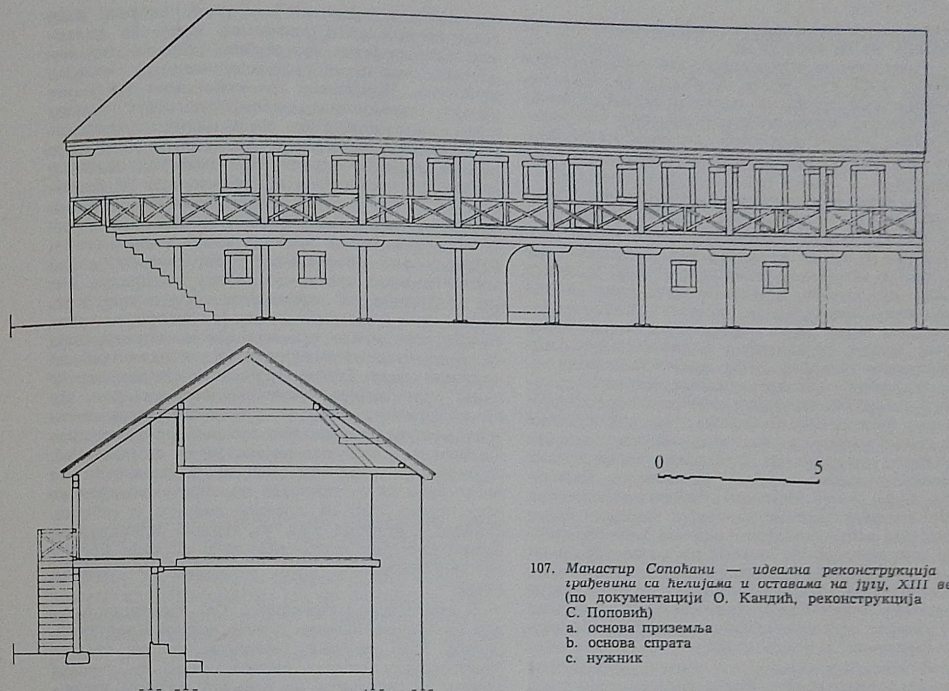 0 5
107. Манастир Сопоћани — идеална реконструкција
грађевина са ћелијама и оставама на југу, XIII
(по документацији О. Кандић, реконструкција
С. Поповић)
a. основа приземља
b. основа спрата
c. нужник